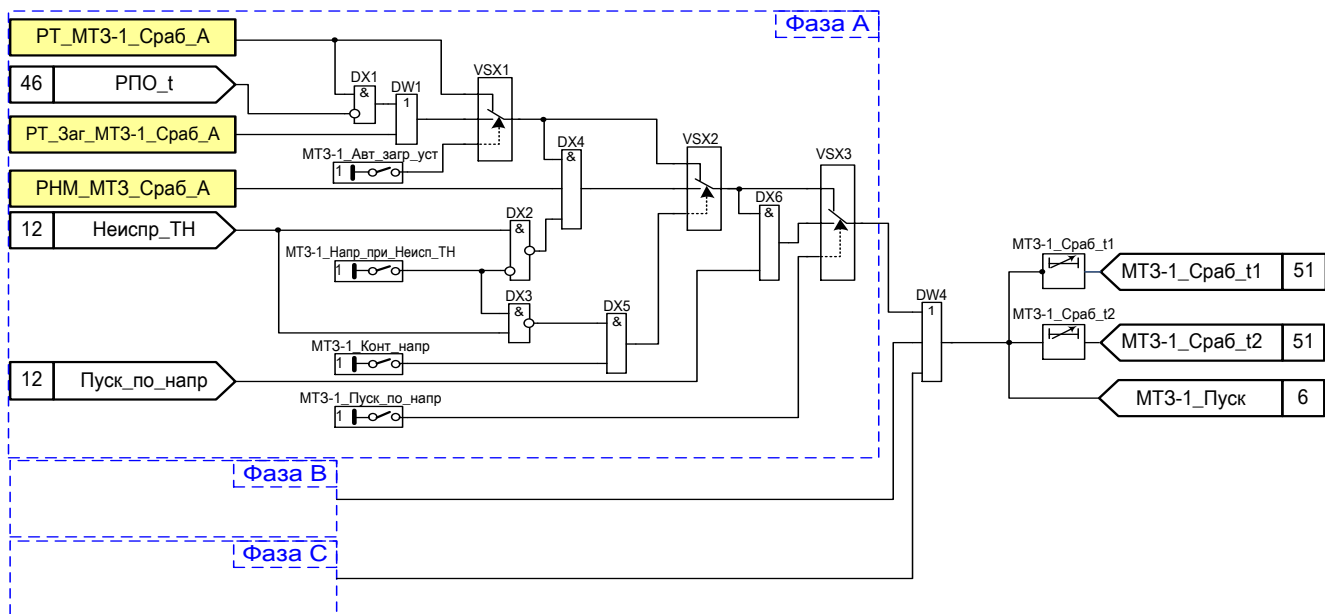 Фаза А
РТ_МТЗ-1_Сраб_А
46 РПО_t
DX1
&
DW1
1
VSX1
РТ_Заг_МТЗ-1_Сраб_А
МТЗ-1_Авт_загр_уст
1
DX4
&
VSX2
VSX3
РНМ_МТЗ_Сраб_А
12 Неиспр_ТН
DX2
&
DX6
&
МТЗ-1_Напр_при_Неисп_ТН
1
DX3
&
DX5
&
МТЗ-1_Конт_напр
1
12 Пуск_по_напр
МТЗ-1_Пуск_по_напр
1
DW4
1
МТЗ-1_Сраб_t1
МТЗ-1_Сраб_t1 51
МТЗ-1_Сраб_t2
МТЗ-1_Сраб_t2 51
МТЗ-1_Пуск 6
Фаза В
Фаза С